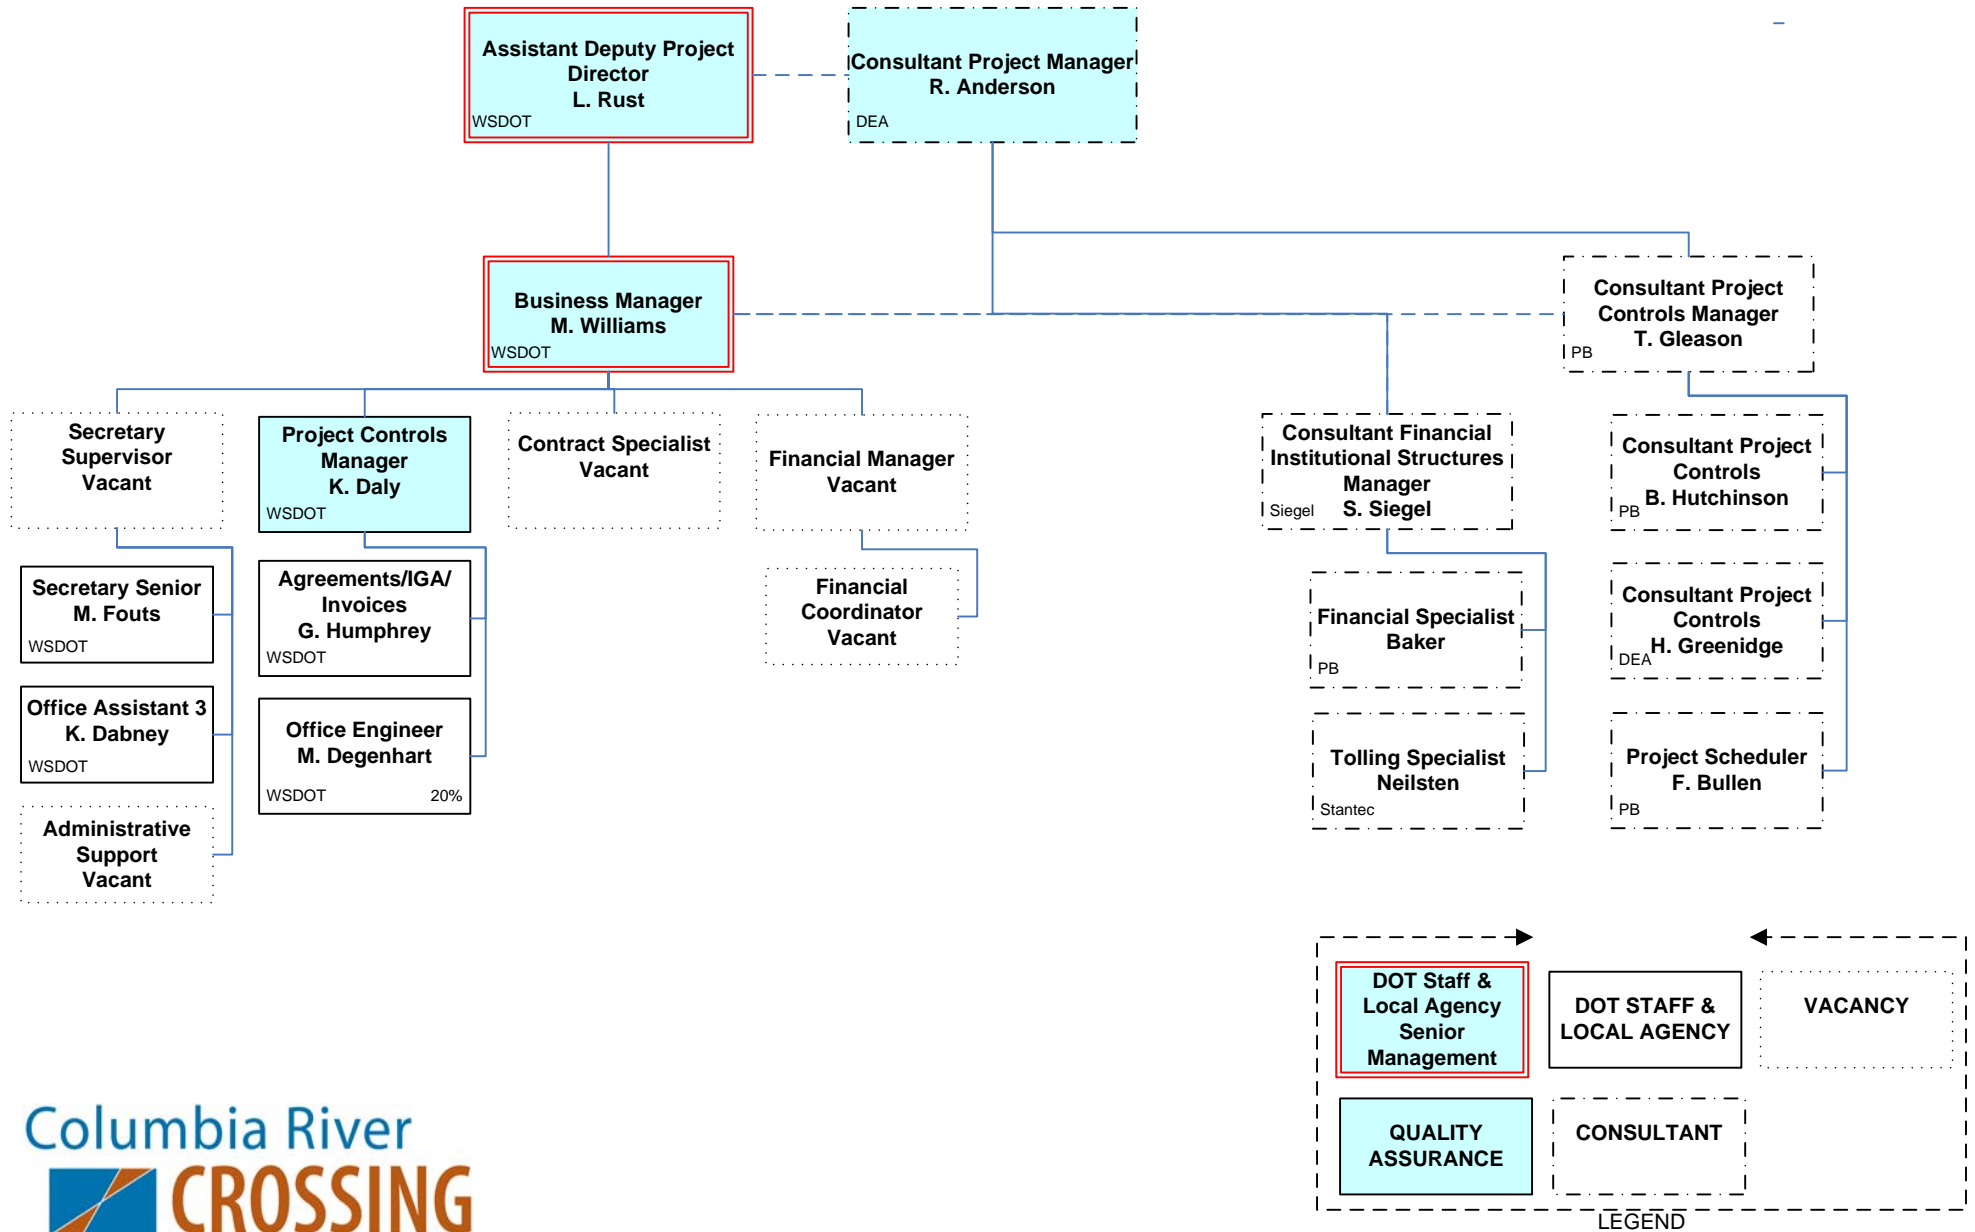 Assistant Deputy Project
Director
L. Rust
WSDOT
Consultant Project Manager
R. Anderson
DEA
Business Manager
M. Williams
WSDOT
Consultant Project
Controls Manager
T. Gleason
PB
Secretary
Supervisor
Vacant
Project Controls
Manager
K. Daly
WSDOT
Contract Specialist
Vacant
Financial Manager
Vacant
Consultant Financial
Institutional Structures
Manager
S. Siegel
Siegel
Consultant Project
Controls
B. Hutchinson
PB
Secretary Senior
M. Fouts
WSDOT
Agreements/IGA/
Invoices
G. Humphrey
WSDOT
Financial
Coordinator
Vacant
Financial Specialist
Baker
PB
Consultant Project
Controls
H. Greenidge
DEA
Office Assistant 3
K. Dabney
WSDOT
Office Engineer
M. Degenhart
WSDOT 20%
Tolling Specialist
Neilsten
Stantec
Project Scheduler
F. Bullen
PB
Administrative
Support
Vacant
DOT Staff &
Local Agency
Senior
Management
DOT STAFF &
LOCAL AGENCY
VACANCY
QUALITY
ASSURANCE
CONSULTANT
LEGEND
Columbia River
CROSSING